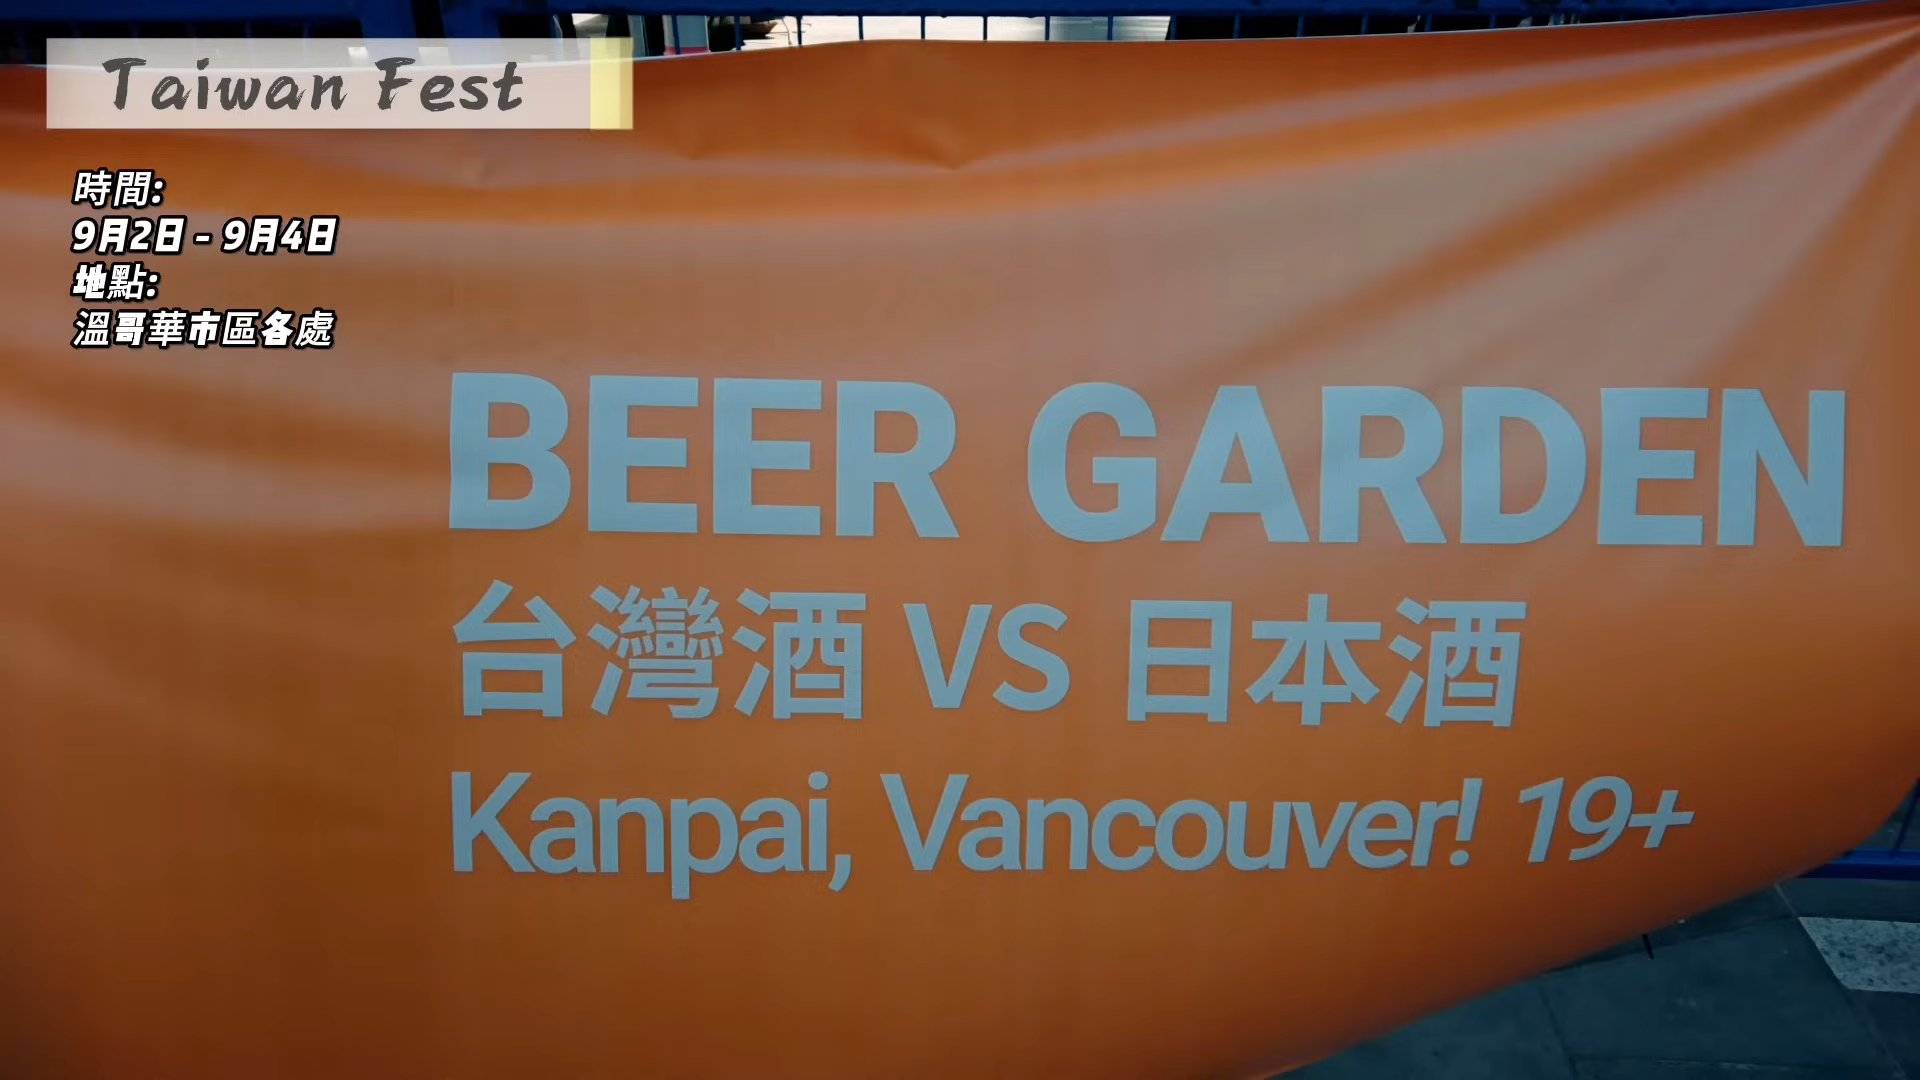 Taiwan Fest
時間:
9月2日 - 9月4日
地點:
溫哥華市區各處
BEER GARDEN
台灣酒 VS 日本酒
Kanpai, Vancouver! 19+